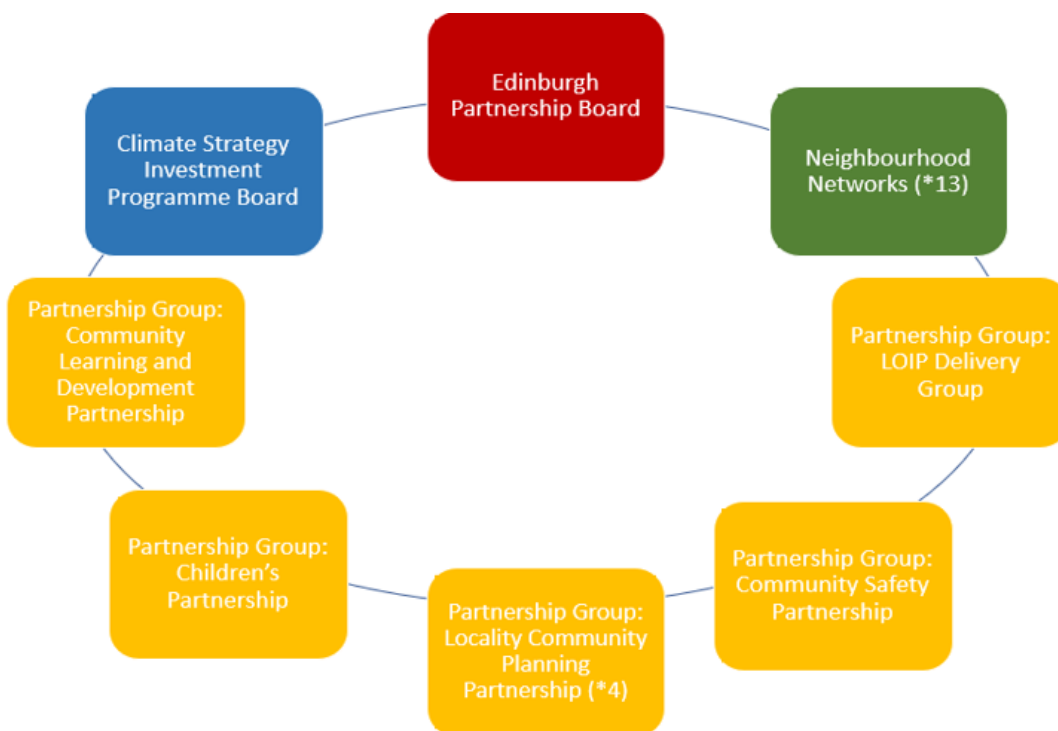 Edinburgh
Partnership Board
Climate Strategy
Investment
Programme Board
Neighbourhood
Networks (*13)
Partnership Group:
Community
Learning and
Development
Partnership
Partnership Group:
LOIP Delivery
Group
Partnership Group:
Children’s
Partnership
Partnership Group:
Community Safety
Partnership
Partnership Group:
Locality Community
Planning
Partnership (*4)